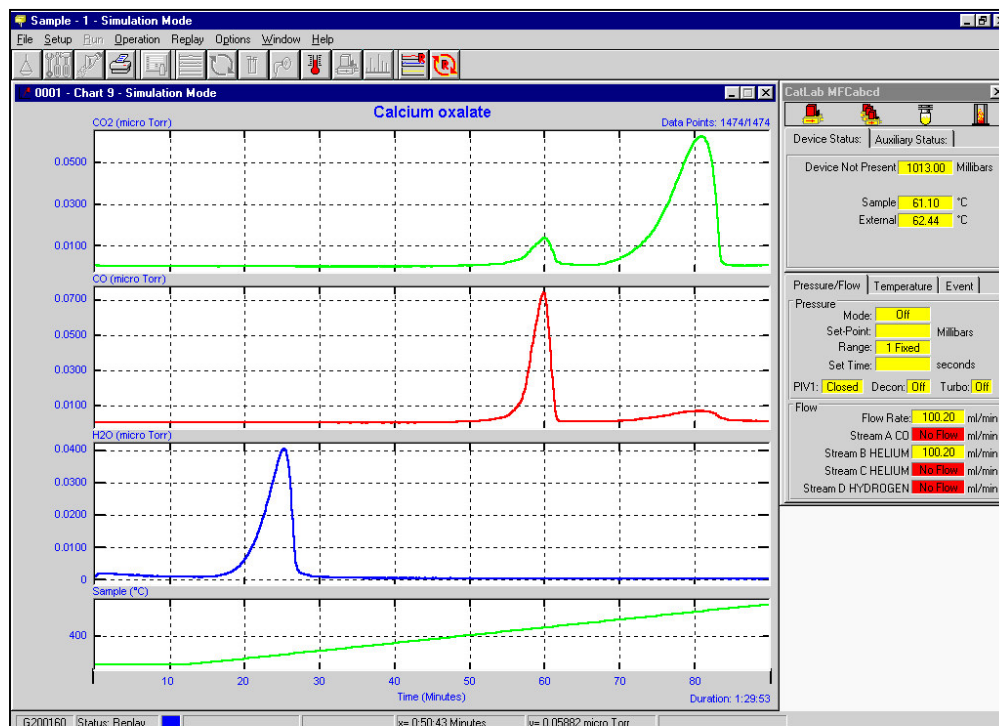 Sample - 1 - Simulation Mode
File Setup Run Operation Replay Options Window Help
0001 - Chart 9 - Simulation Mode
Calcium oxalate
CO2 (micro Torr)
Data Points: 1474/1474
0.0500
0.0300
0.0100
CO (micro Torr)
0.0700
0.0500
0.0300
0.0100
H2O (micro Torr)
0.0400
0.0300
0.0200
0.0100
0
Sample (°C)
400
10 20 30 40 50 60 70 80
Time (Minutes)
Duration: 1:29:53
CatLab MFCabcd
Device Status: Auxiliary Status:
Device Not Present 1013.00 Millibars
Sample 61.10 °C
External 62.44 °C
Pressure/Flow Temperature Event
Pressure
Mode: Off
Set-Point: Millibars
Range: 1 Fixed
Set Time: seconds
PIV1: Closed Decon: Off Turbo: Off
Flow
Flow Rate: 100.20 ml/min
Stream A CO No Flow ml/min
Stream B HELIUM 100.20 ml/min
Stream C HELIUM No Flow ml/min
Stream D HYDROGEN No Flow ml/min
G200160 Status: Replay x= 0:50:43 Minutes y= 0.05882 micro Torr